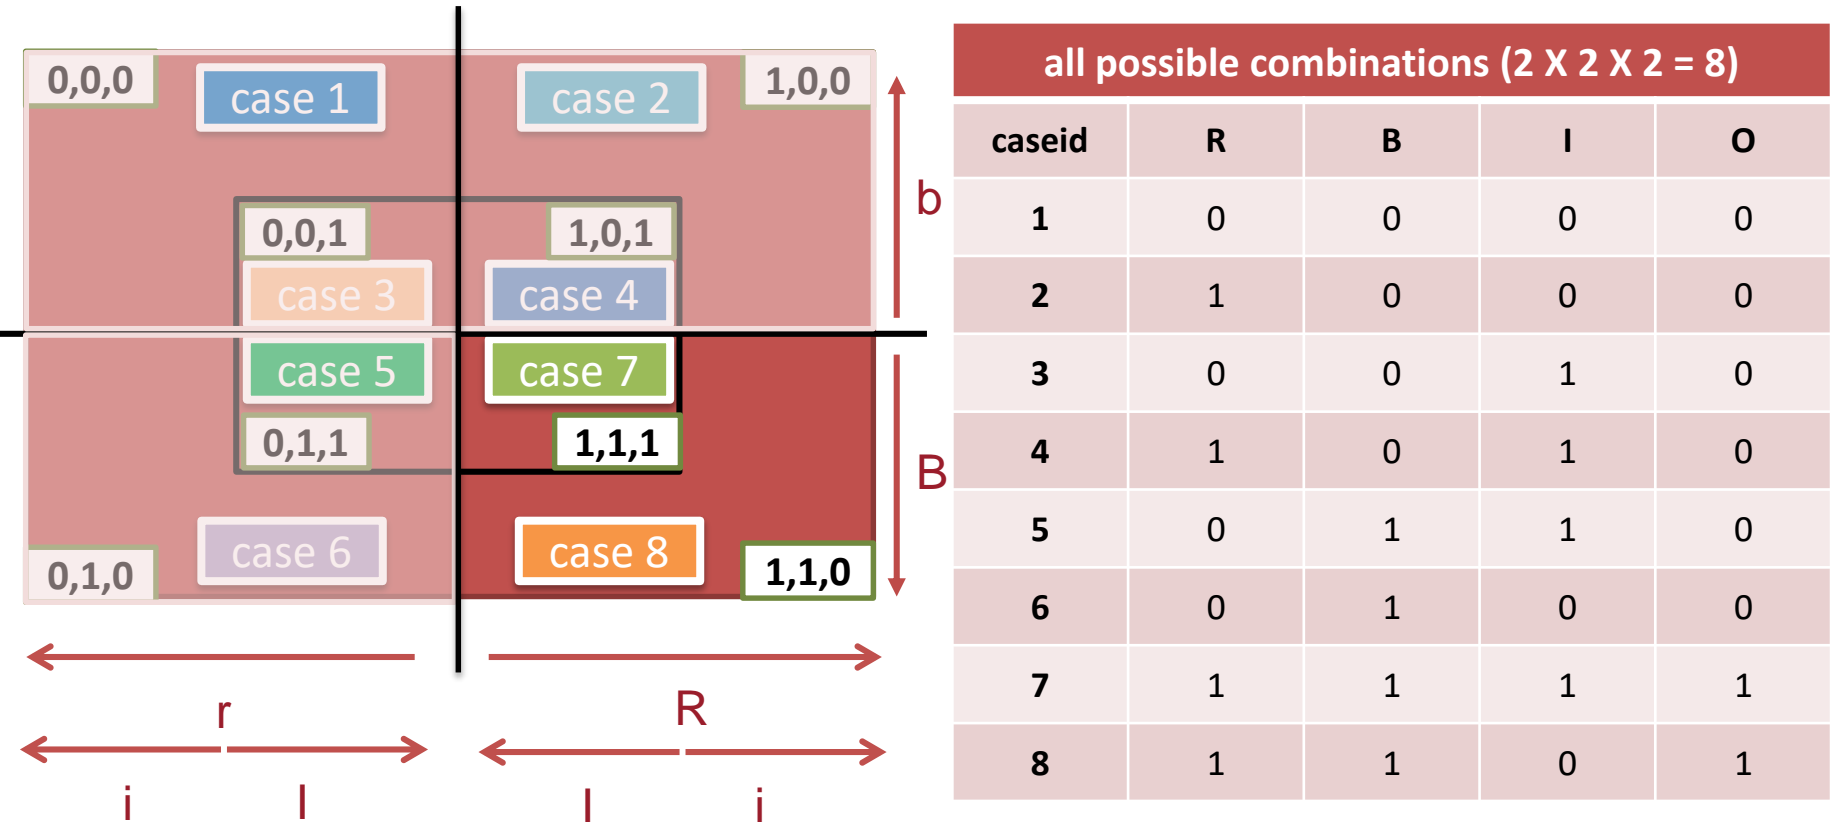 0,0,0
case 1
case 2
1,0,0
b
0,0,1
1,0,1
case 3
case 4
case 5
case 7
0,1,1
1,1,1
B
case 6
case 8
0,1,0
1,1,0
r
R
i
I
I
i
all possible combinations (2 X 2 X 2 = 8)
caseid R B I O
1 0 0 0 0
2 1 0 0 0
3 0 0 1 0
4 1 0 1 0
5 0 1 1 0
6 0 1 0 0
7 1 1 1 1
8 1 1 0 1